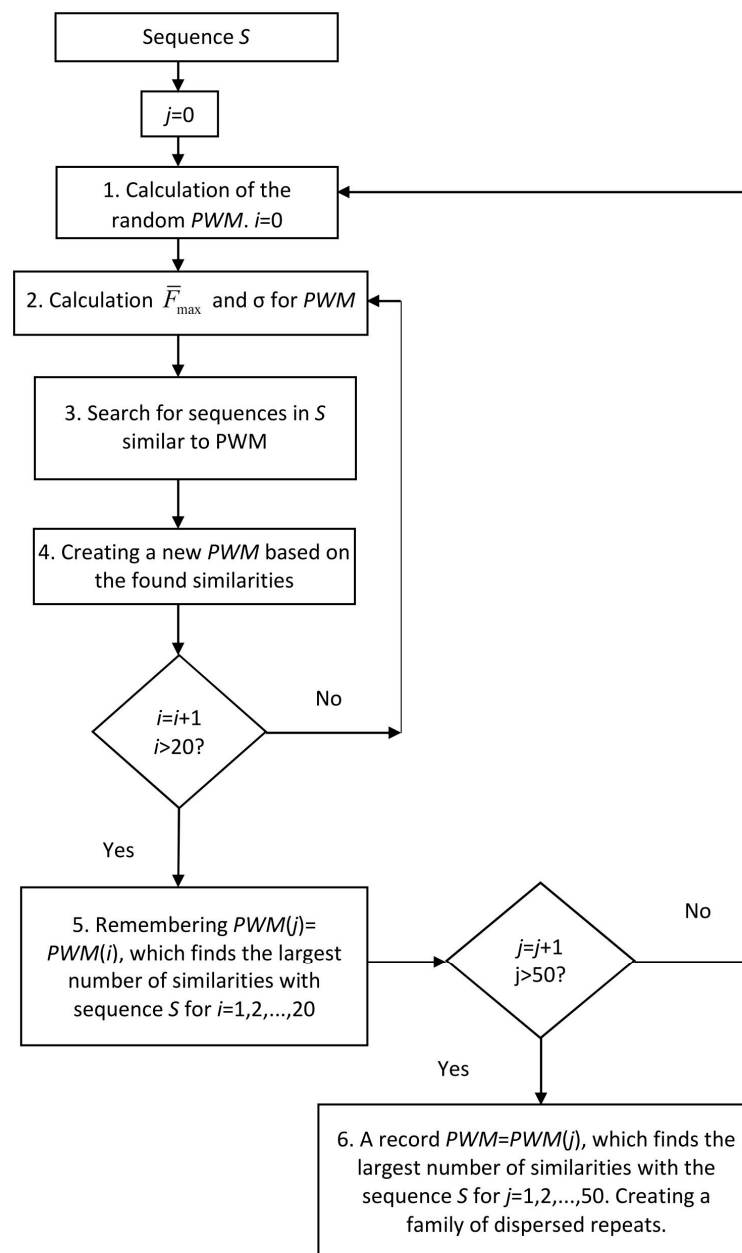 Sequence S
j=0
1. Calculation of the
random PWM. i=0
2. Calculation F̅max and σ for PWM
3. Search for sequences in S
similar to PWM
4. Creating a new PWM based on
the found similarities
i=i+1
i>20?
No
Yes
5. Remembering PWM(j)=
PWM(i), which finds the largest
number of similarities with
sequence S for i=1,2,...,20
j=j+1
j>50?
No
Yes
6. A record PWM=PWM(j), which finds the
largest number of similarities with the
sequence S for j=1,2,...,50. Creating a
family of dispersed repeats.